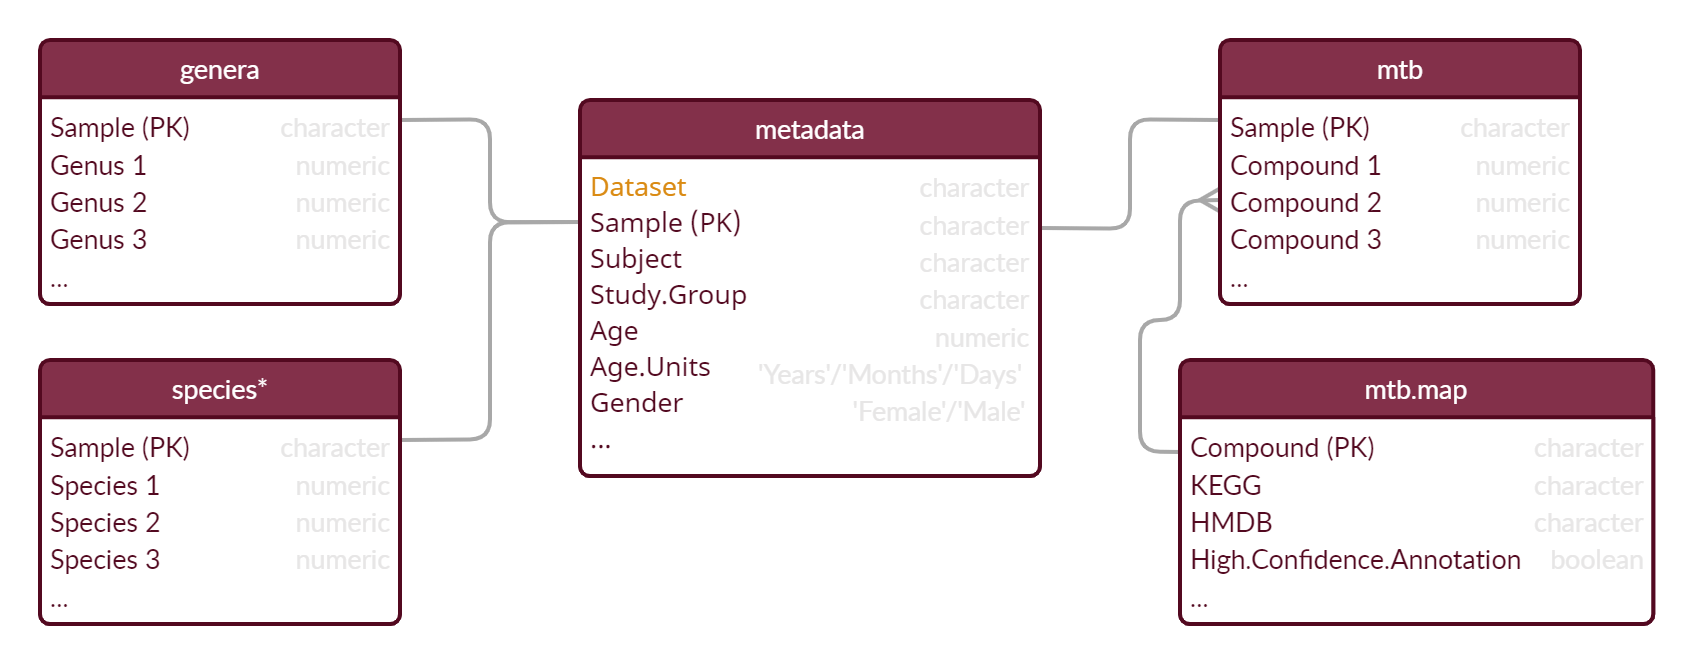 genera
Sample (PK) character
Genus 1 numeric
Genus 2 numeric
Genus 3 numeric
...
species*
Sample (PK) character
Species 1 numeric
Species 2 numeric
Species 3 numeric
...
metadata
Dataset character
Sample (PK) character
Subject character
Study.Group character
Age numeric
Age.Units 'Years'/'Months'/'Days'
Gender 'Female'/'Male'
...
mtb
Sample (PK) character
Compound 1 numeric
Compound 2 numeric
Compound 3 numeric
...
mtb.map
Compound (PK) character
KEGG character
HMDB character
High.Confidence.Annotation boolean
...